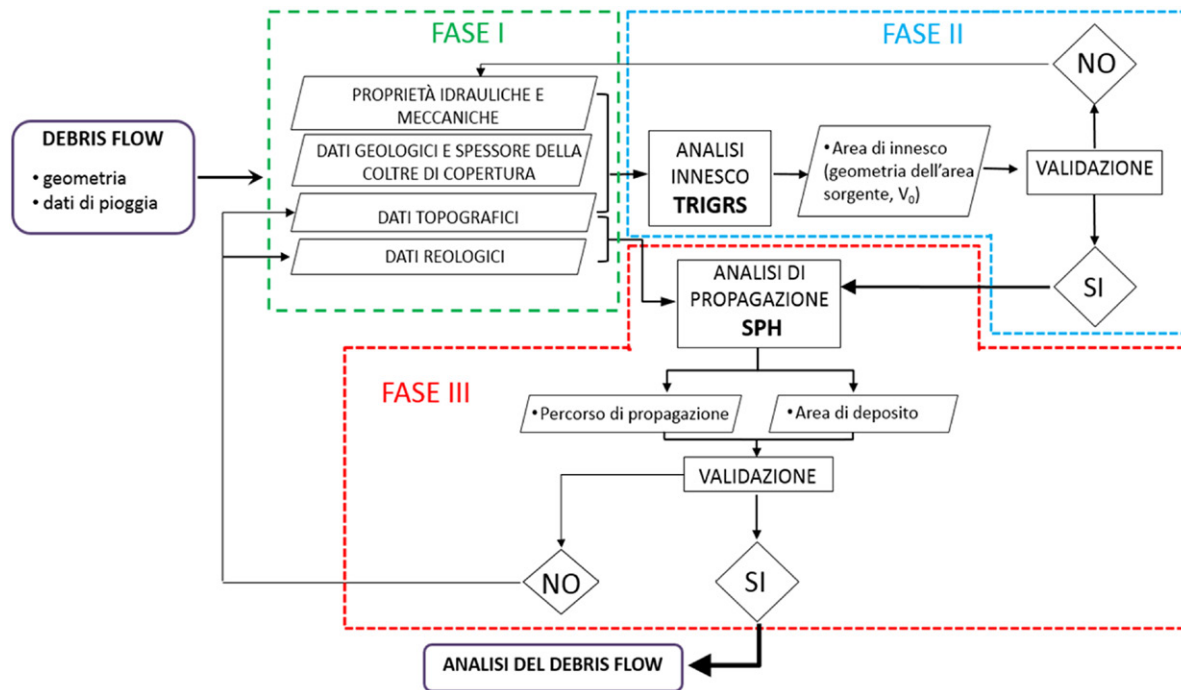 FASE I
FASE II
NO
PROPRIETÀ IDRAULICHE E
MECCANICHE
DEBRIS FLOW
• geometria
• dati di pioggia
DATI GEOLOGICI E SPESSORE DELLA
COLTRE DI COPERTURA
ANALISI
INNESCO
TRIGRS
• Area di innesco
(geometria dell'area
sorgente, V₀)
VALIDAZIONE
DATI TOPOGRAFICI
DATI REOLOGICI
ANALISI DI
PROPAGAZIONE
SPH
SI
FASE III
• Percorso di propagazione
• Area di deposito
VALIDAZIONE
NO
SI
ANALISI DEL DEBRIS FLOW